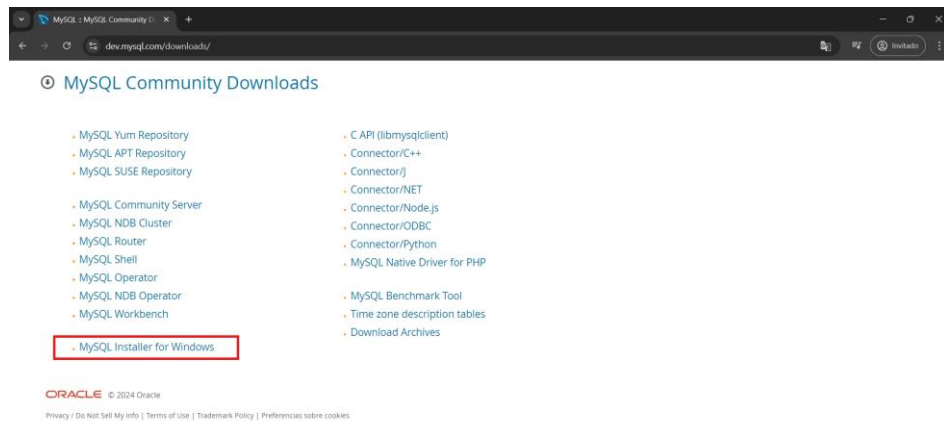 MySQL :: MySQL Community D
dev.mysql.com/downloads/
Invitado
MySQL Community Downloads
MySQL Yum Repository
MySQL APT Repository
MySQL SUSE Repository
MySQL Community Server
MySQL NDB Cluster
MySQL Router
MySQL Shell
MySQL Operator
MySQL NDB Operator
MySQL Workbench
MySQL Installer for Windows
C API (libmysqlclient)
Connector/C++
Connector/J
Connector/NET
Connector/Node.js
Connector/ODBC
Connector/Python
MySQL Native Driver for PHP
MySQL Benchmark Tool
Time zone description tables
Download Archives
ORACLE © 2024 Oracle
Privacy / Do Not Sell My Info | Terms of Use | Trademark Policy | Preferencias sobre cookies